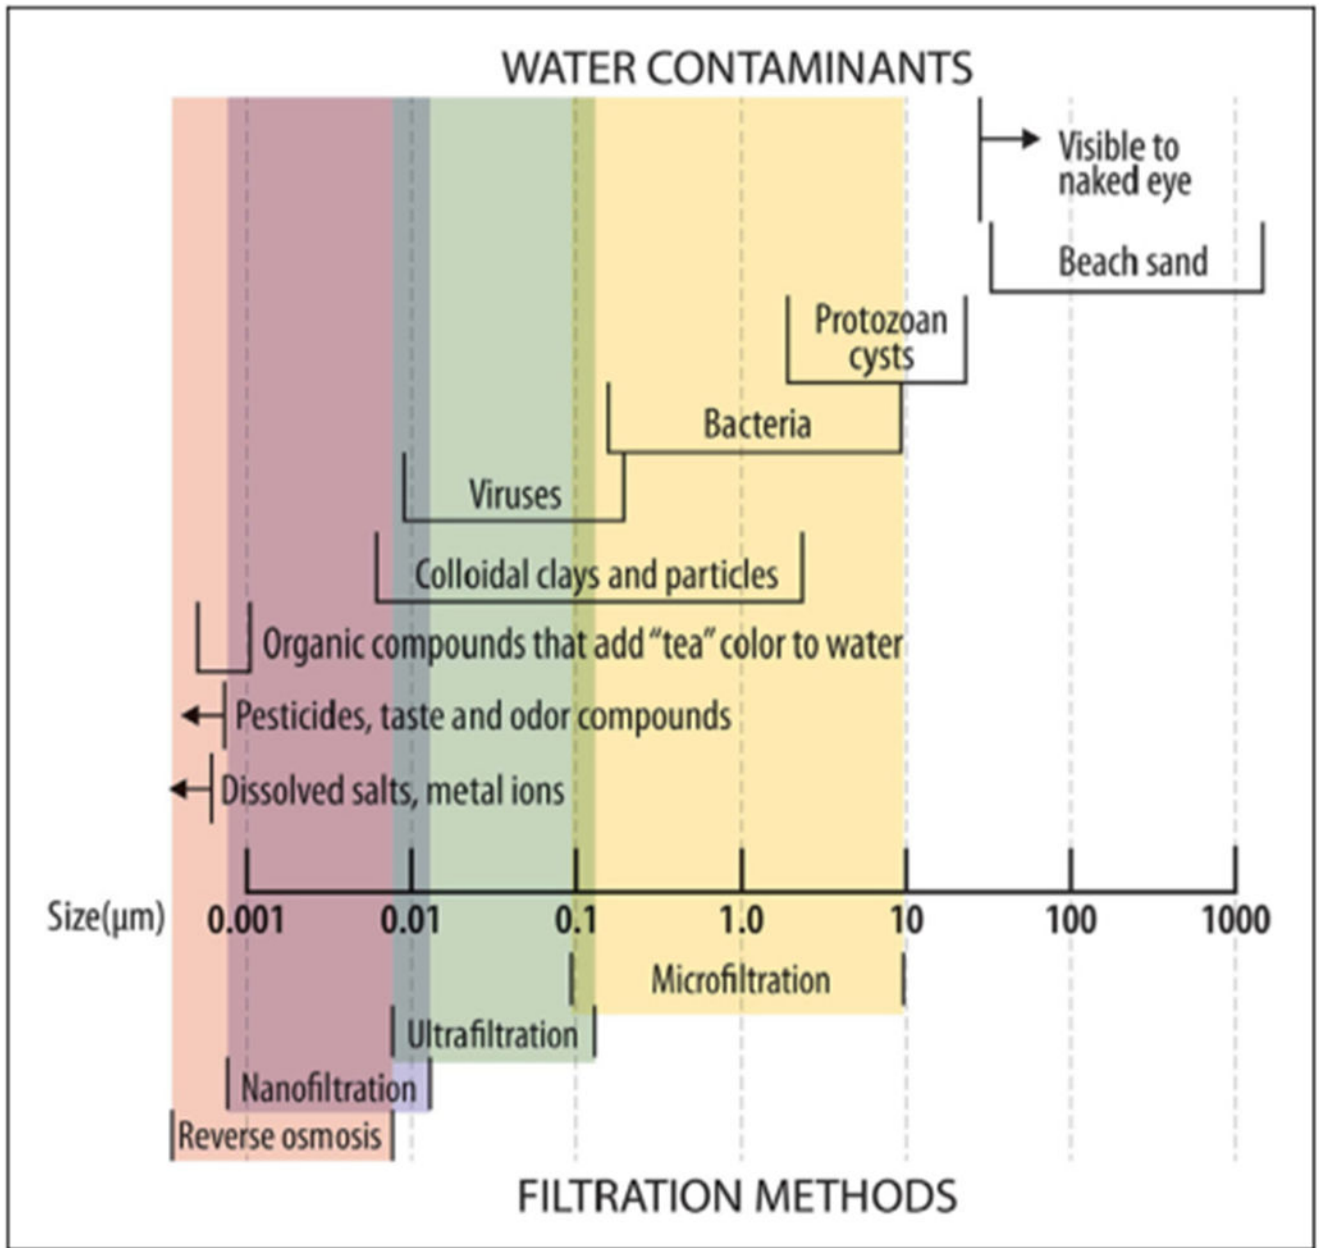 WATER CONTAMINANTS
Visible to
naked eye
Beach sand
Protozoan
cysts
Bacteria
Viruses
Colloidal clays and particles
Organic compounds that add “tea” color to water
Pesticides, taste and odor compounds
Dissolved salts, metal ions
Size(µm) 0.001 0.01 0.1 1.0 10 100 1000
Microfiltration
Ultrafiltration
Nanofiltration
Reverse osmosis
FILTRATION METHODS